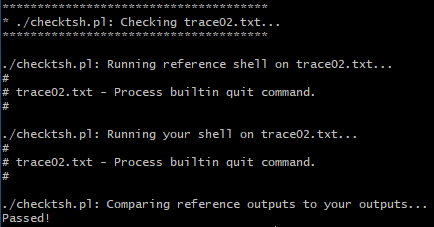 **************************************
* ./checktsh.pl: Checking trace02.txt...
**************************************
./checktsh.pl: Running reference shell on trace02.txt...
#
# trace02.txt - Process builtin quit command.
#
./checktsh.pl: Running your shell on trace02.txt...
#
# trace02.txt - Process builtin quit command.
#
./checktsh.pl: Comparing reference outputs to your outputs...
Passed!